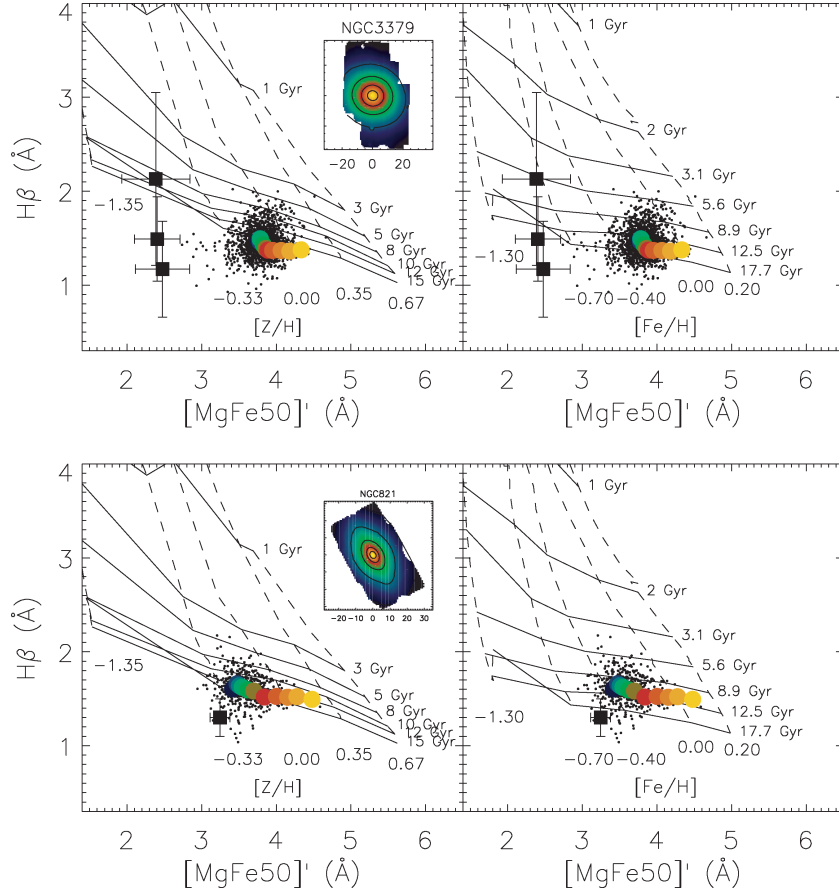 NGC3379
4
3
2
1
Hβ (Å)
−20 0 20
1 Gyr
3 Gyr
5 Gyr
8 Gyr
10 Gyr
12 Gyr
15 Gyr
−1.35
−0.33 0.00 0.35 0.67
[Z/H]
2 3 4 5 6
[MgFe50]' (Å)
1 Gyr
2 Gyr
3.1 Gyr
5.6 Gyr
8.9 Gyr
12.5 Gyr
17.7 Gyr
−1.30
−0.70 −0.40 0.00 0.20
[Fe/H]
2 3 4 5 6
[MgFe50]' (Å)
NGC821
4
3
2
1
Hβ (Å)
−20 −10 0 10 20 30
1 Gyr
3 Gyr
5 Gyr
8 Gyr
10 Gyr
12 Gyr
15 Gyr
−1.35
−0.33 0.00 0.35 0.67
[Z/H]
2 3 4 5 6
[MgFe50]' (Å)
1 Gyr
2 Gyr
3.1 Gyr
5.6 Gyr
8.9 Gyr
12.5 Gyr
17.7 Gyr
−1.30
−0.70 −0.40 0.00 0.20
[Fe/H]
2 3 4 5 6
[MgFe50]' (Å)